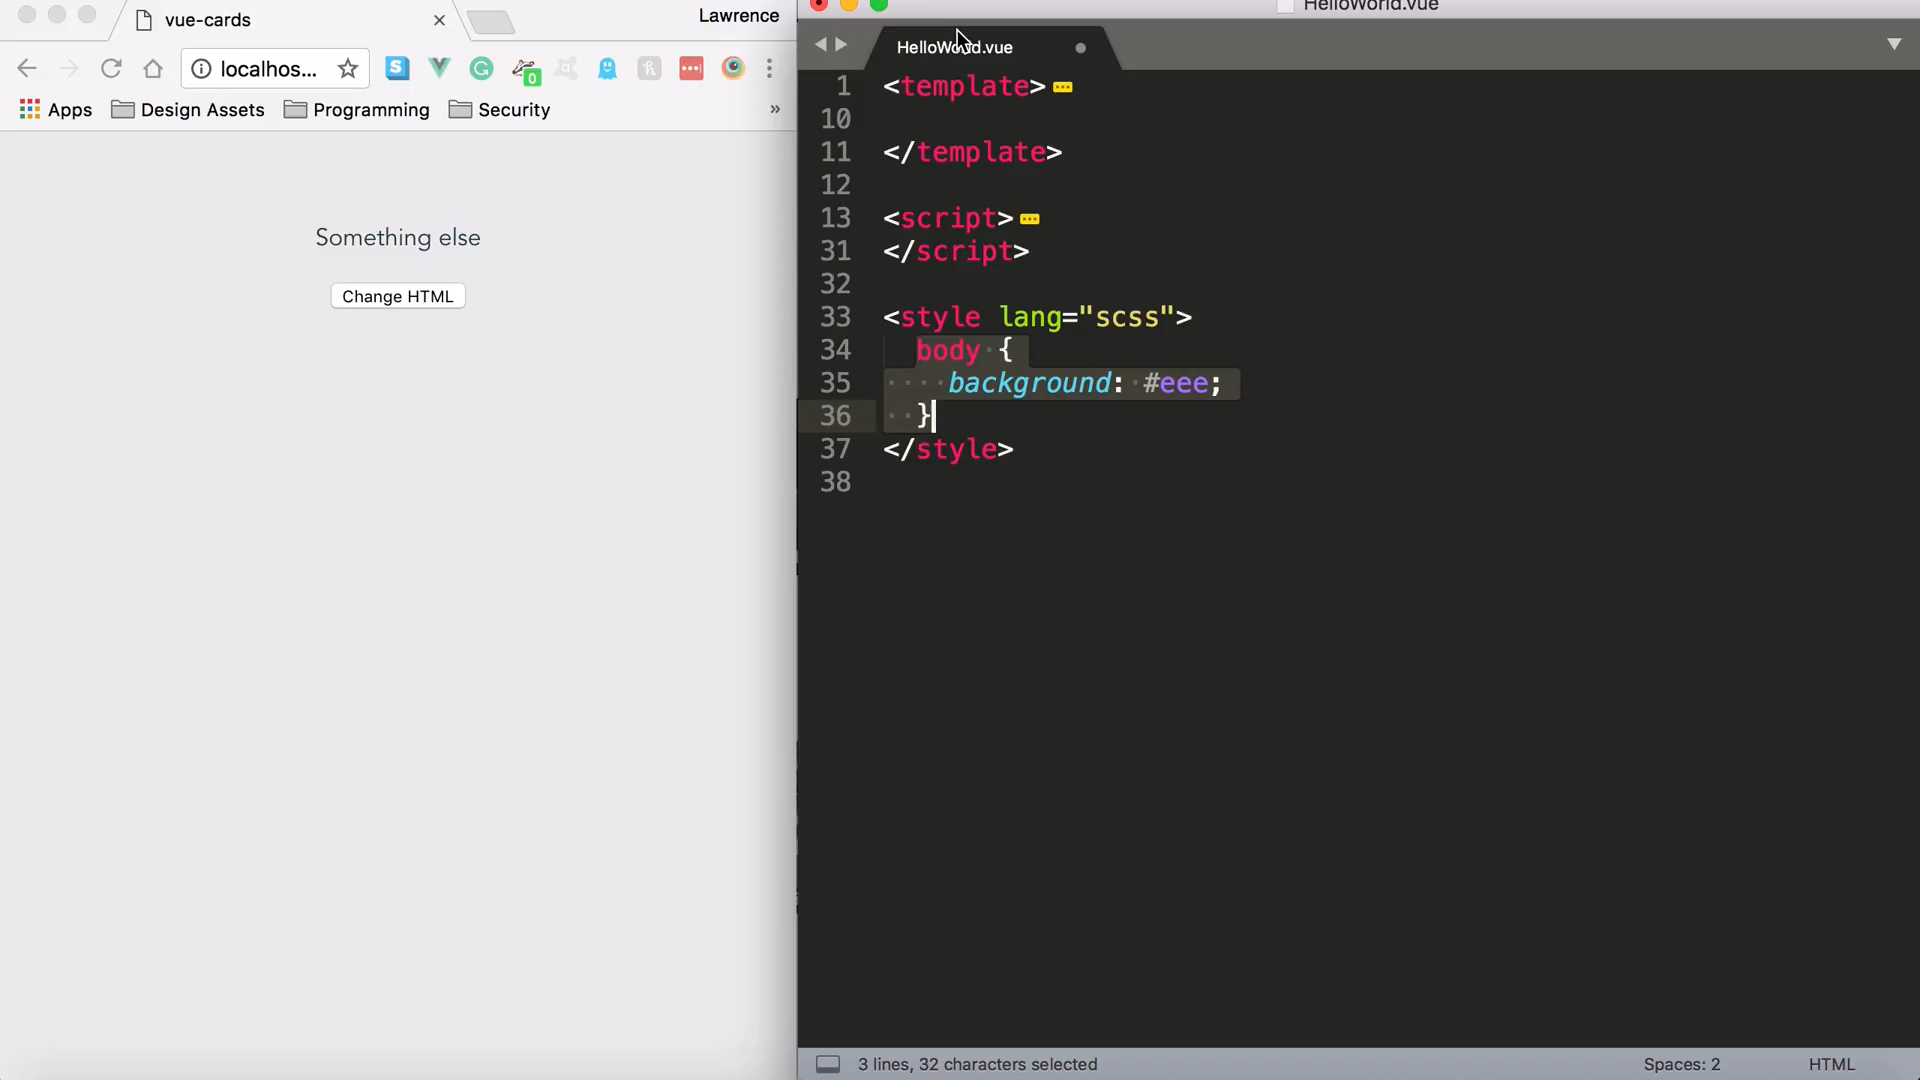 vue-cards
Lawrence
localhos...
0
Apps
Design Assets
Programming
Security
»
Something else
Change HTML
HelloWorld.vue
HelloWorld.vue
1 <template>
10
11 </template>
12
13 <script>
31 </script>
32
33 <style lang="scss">
34 body {
35 background: #eee;
36 }
37 </style>
38
3 lines, 32 characters selected
Spaces: 2
HTML